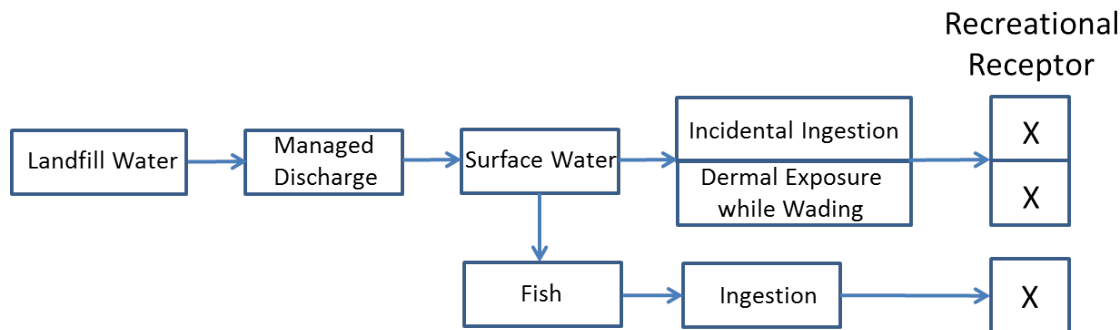 Recreational
Receptor
Landfill Water
Managed
Discharge
Surface Water
Incidental Ingestion
Dermal Exposure
while Wading
X
X
Fish
Ingestion
X